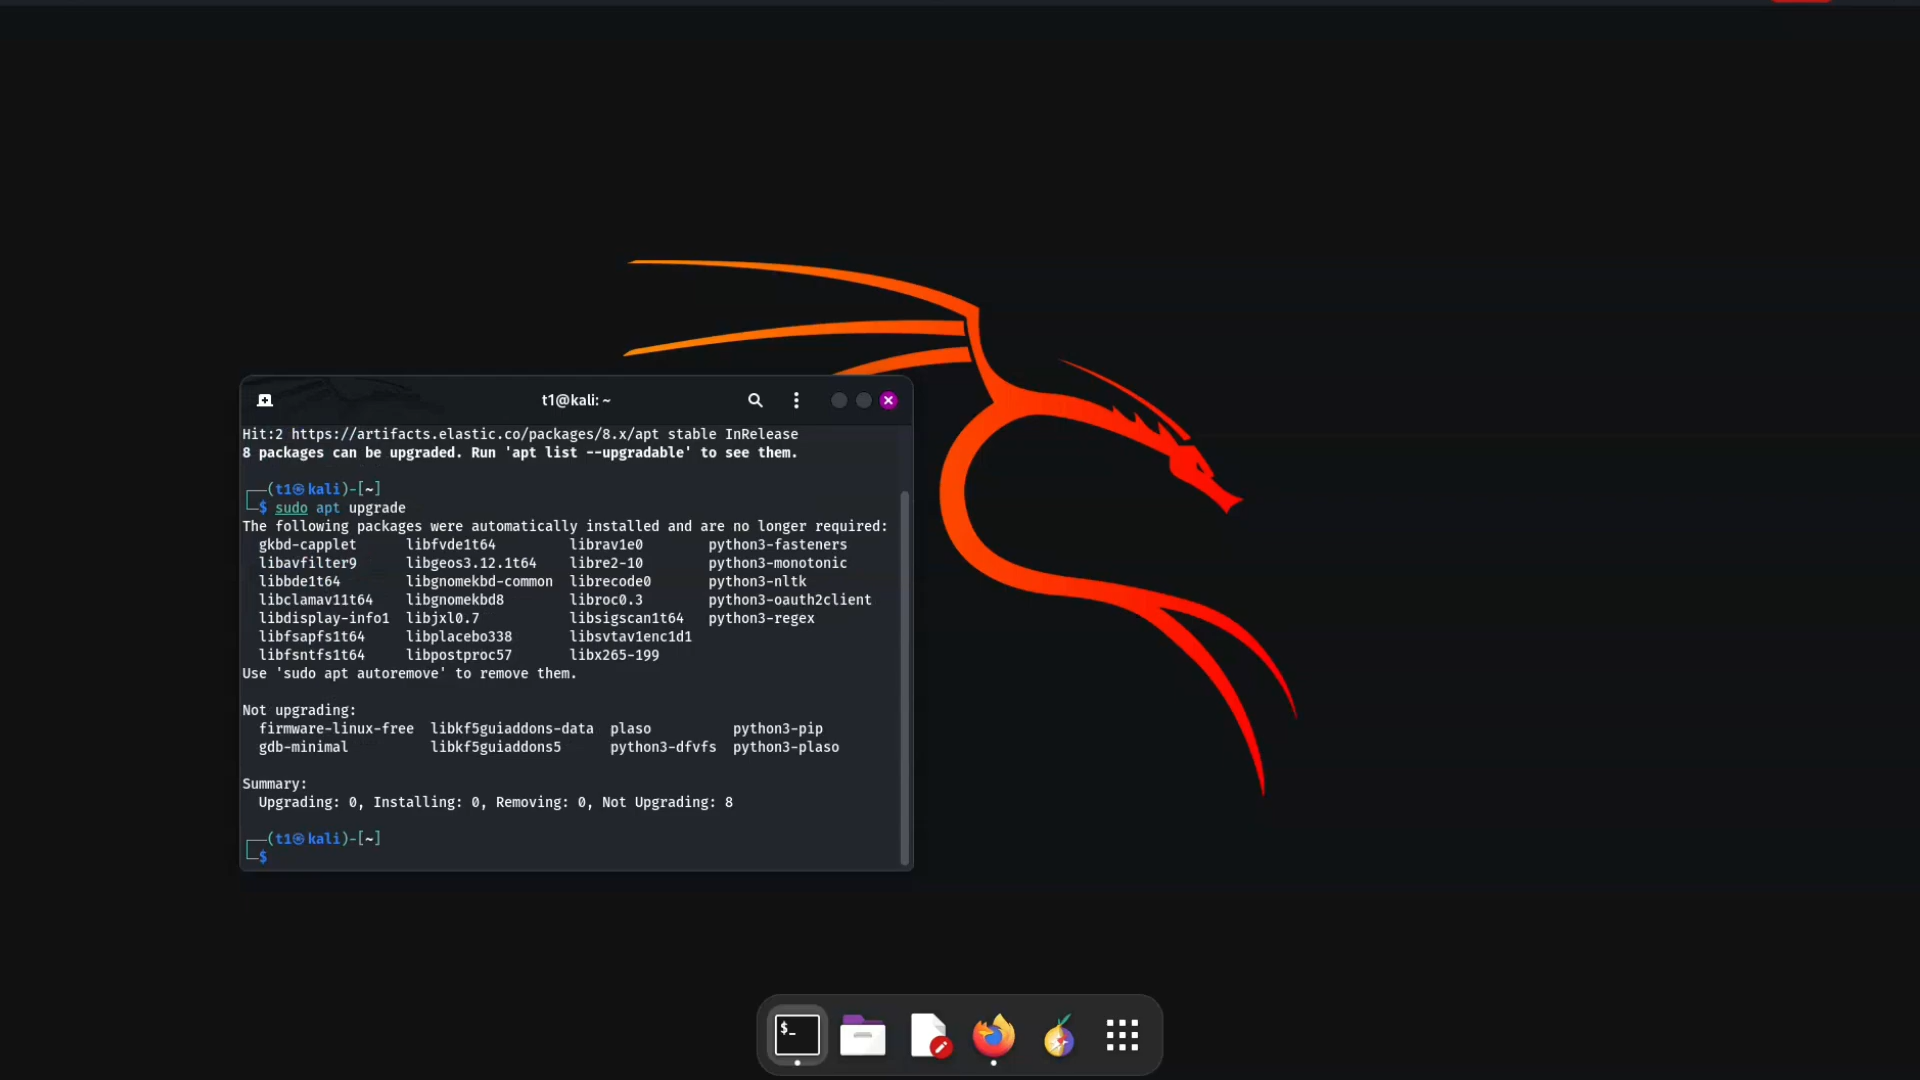 t1@kali: ~
Hit:2 https://artifacts.elastic.co/packages/8.x/apt stable InRelease
8 packages can be upgraded. Run 'apt list --upgradable' to see them.
┌──(t1㉿kali)-[~]
└─$ sudo apt upgrade
The following packages were automatically installed and are no longer required:
gkbd-capplet libfvde1t64 librav1e0 python3-fasteners
libavfilter9 libgeos3.12.1t64 libre2-10 python3-monotonic
libbde1t64 libgnomekbd-common librecode0 python3-nltk
libclamav11t64 libgnomekbd8 libroc0.3 python3-oauth2client
libdisplay-info1 libjxl0.7 libsigscan1t64 python3-regex
libfsapfs1t64 libplacebo338 libsvtav1enc1d1
libfsntfs1t64 libpostproc57 libx265-199
Use 'sudo apt autoremove' to remove them.
Not upgrading:
firmware-linux-free libkf5guiaddons-data plaso python3-pip
gdb-minimal libkf5guiaddons5 python3-dfvfs python3-plaso
Summary:
Upgrading: 0, Installing: 0, Removing: 0, Not Upgrading: 8
┌──(t1㉿kali)-[~]
└─$
$_